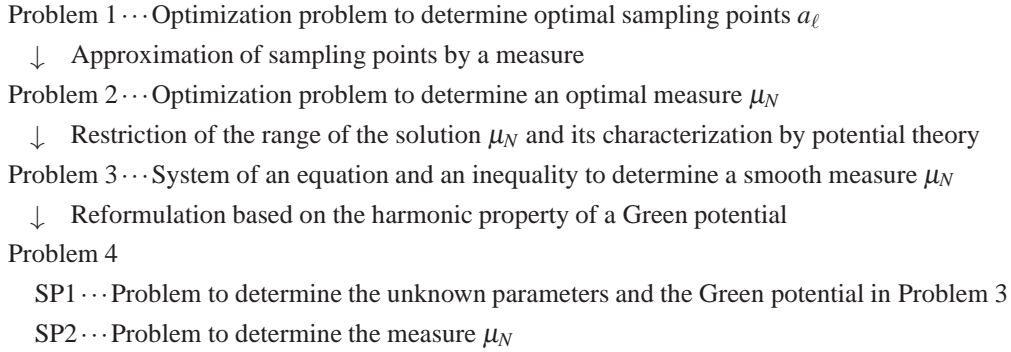 Problem 1···Optimization problem to determine optimal sampling points aℓ
↓ Approximation of sampling points by a measure
Problem 2···Optimization problem to determine an optimal measure μN
↓ Restriction of the range of the solution μN and its characterization by potential theory
Problem 3···System of an equation and an inequality to determine a smooth measure μN
↓ Reformulation based on the harmonic property of a Green potential
Problem 4
SP1···Problem to determine the unknown parameters and the Green potential in Problem 3
SP2···Problem to determine the measure μN